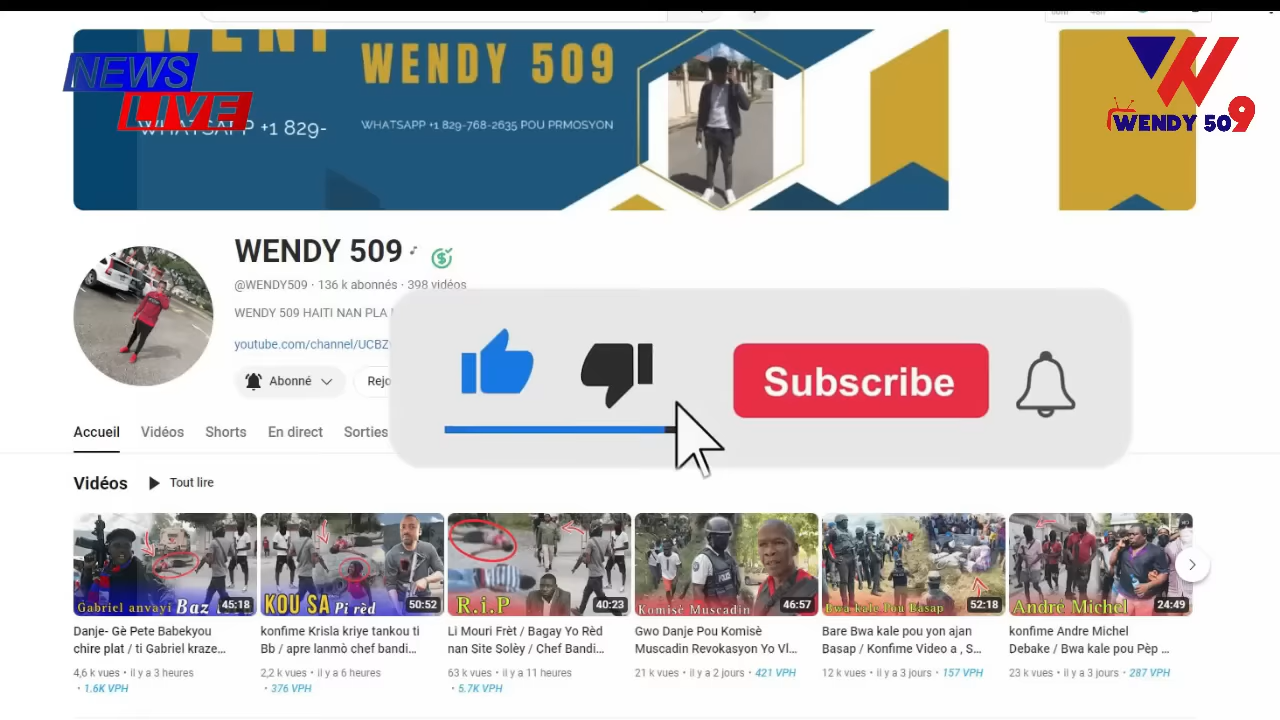 WENDY 509
NEWS
LIVE
WHATSAPP +1 829-
WHATSAPP +1 829-768-2635 POU PRMOSYON
WENDY 509
WENDY 509
@WENDY509 · 136 k abonnés · 398 vidéos
WENDY 509 HAITI NAN PLA
youtube.com/channel/UCBZ
Abonné
Subscribe
Accueil
Vidéos
Shorts
En direct
Sorties
Vidéos
Tout lire
Gabriel anvayi Baz
45:18
KOU SA Pi rèd
50:52
R.i.P
40:23
Komisè Muscadin
46:57
Bwa kale pou Basap
52:18
Andre Michel
24:49
Danje- Gè Pete Babekyou
chire plat / ti Gabriel kraze...
4,6 k vues • il y a 3 heures
• 1.6K VPH
konfime Krisla kriye tankou ti
Bb / apre lanmò chef bandi...
2,2 k vues • il y a 6 heures
• 376 VPH
Li Mouri Frèt / Bagay Yo Rèd
nan Site Solèy / Chef Bandi...
63 k vues • il y a 11 heures
• 5.7K VPH
Gwo Danje Pou Komisè
Muscadin Revokasyon Yo Vl...
21 k vues • il y a 2 jours • 421 VPH
Bare Bwa kale pou yon ajan
Basap / Konfime Video a , S...
12 k vues • il y a 3 jours • 157 VPH
konfime Andre Michel
Debake / Bwa kale pou Pèp ...
23 k vues • il y a 3 jours • 287 VPH